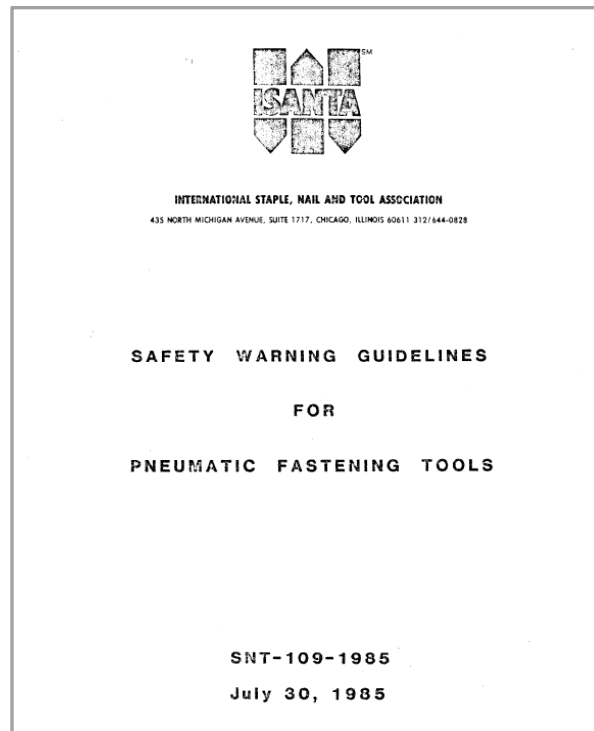 SM
ISANTA
INTERNATIONAL STAPLE, NAIL AND TOOL ASSOCIATION
435 NORTH MICHIGAN AVENUE, SUITE 1717, CHICAGO, ILLINOIS 60611 312/644-0828
SAFETY WARNING GUIDELINES
FOR
PNEUMATIC FASTENING TOOLS
SNT-109-1985
July 30, 1985